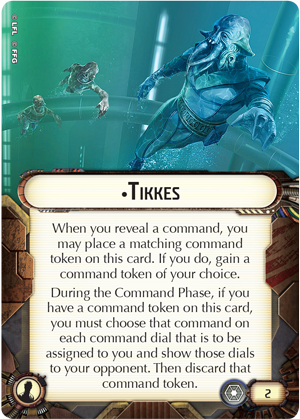 © LFL © FFG
•Tikkes
When you reveal a command, you
may place a matching command
token on this card. If you do, gain a
command token of your choice.
During the Command Phase, if you
have a command token on this card,
you must choose that command on
each command dial that is to be
assigned to you and show those dials
to your opponent. Then discard that
command token.
2